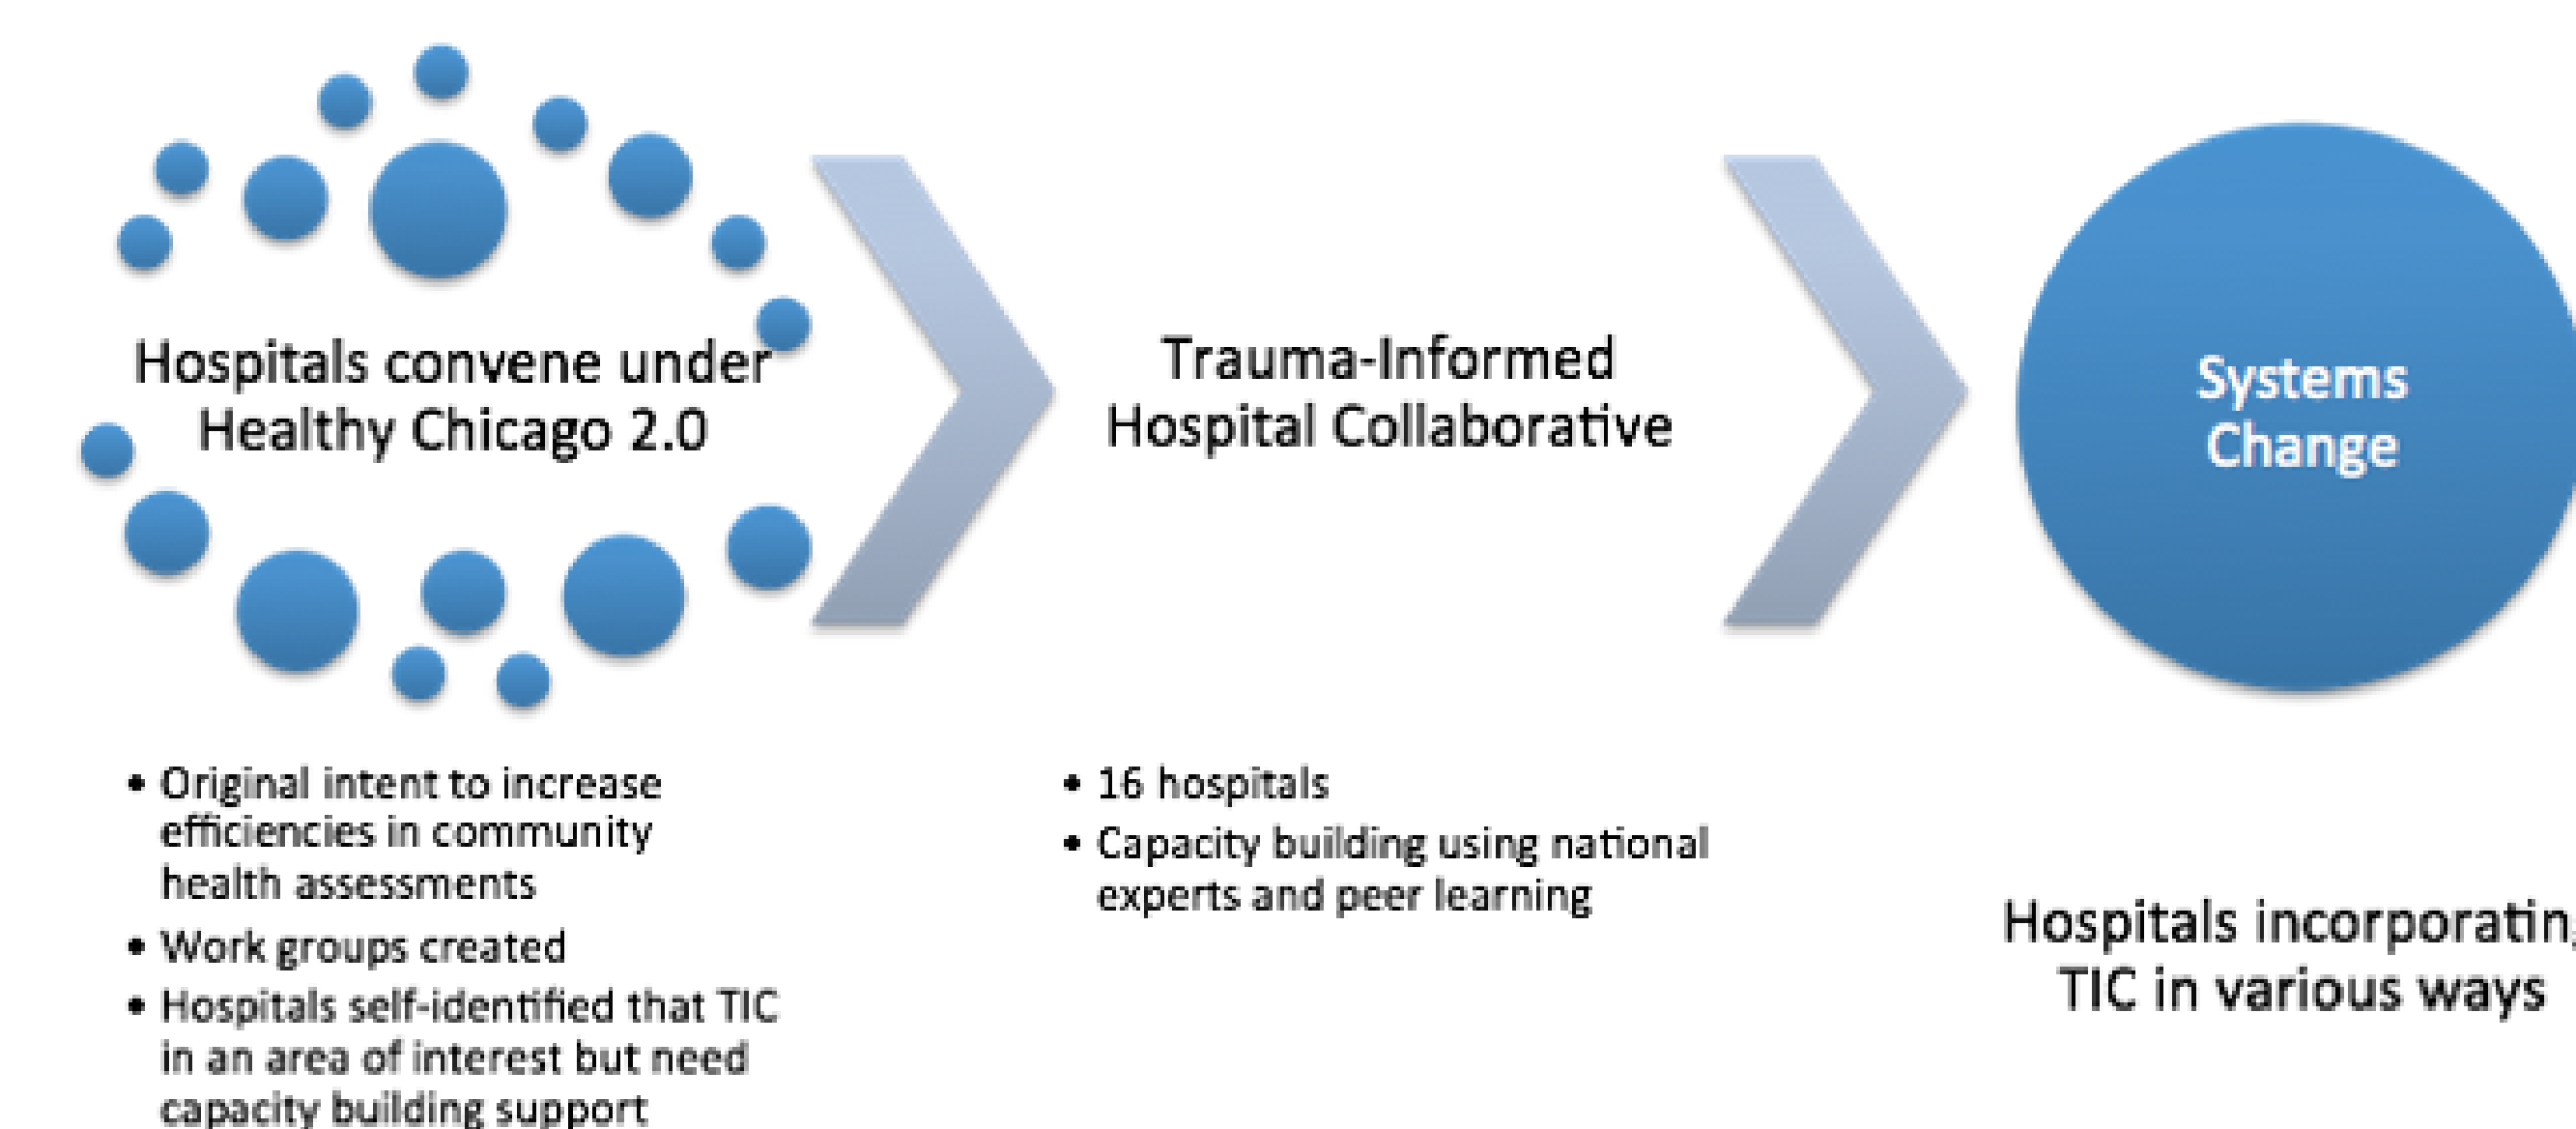 Hospitals convene under
Healthy Chicago 2.0
• Original intent to increase
efficiencies in community
health assessments
• Work groups created
• Hospitals self-identified that TIC
in an area of interest but need
capacity building support
Trauma-Informed
Hospital Collaborative
• 16 hospitals
• Capacity building using national
experts and peer learning
Systems
Change
Hospitals incorporatin
TIC in various ways